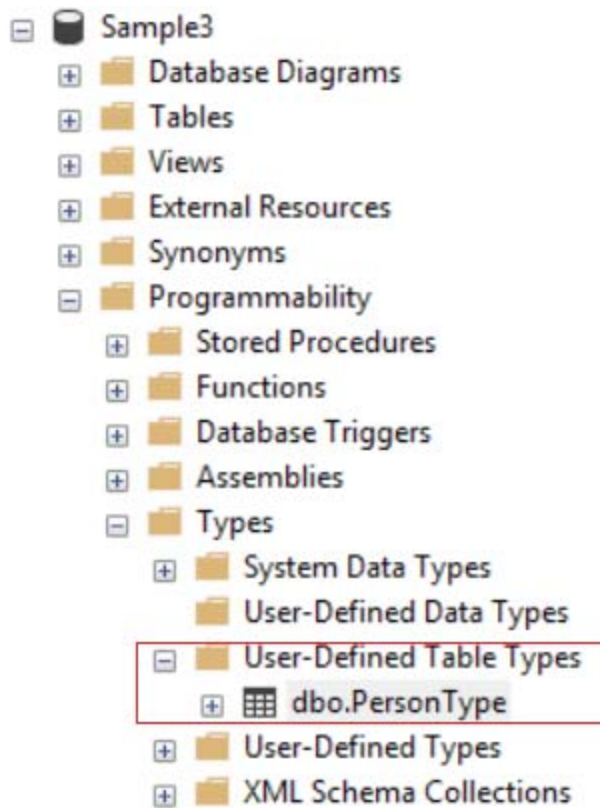 Sample3
Database Diagrams
Tables
Views
External Resources
Synonyms
Programmability
Stored Procedures
Functions
Database Triggers
Assemblies
Types
System Data Types
User-Defined Data Types
User-Defined Table Types
dbo.PersonType
User-Defined Types
XML Schema Collections